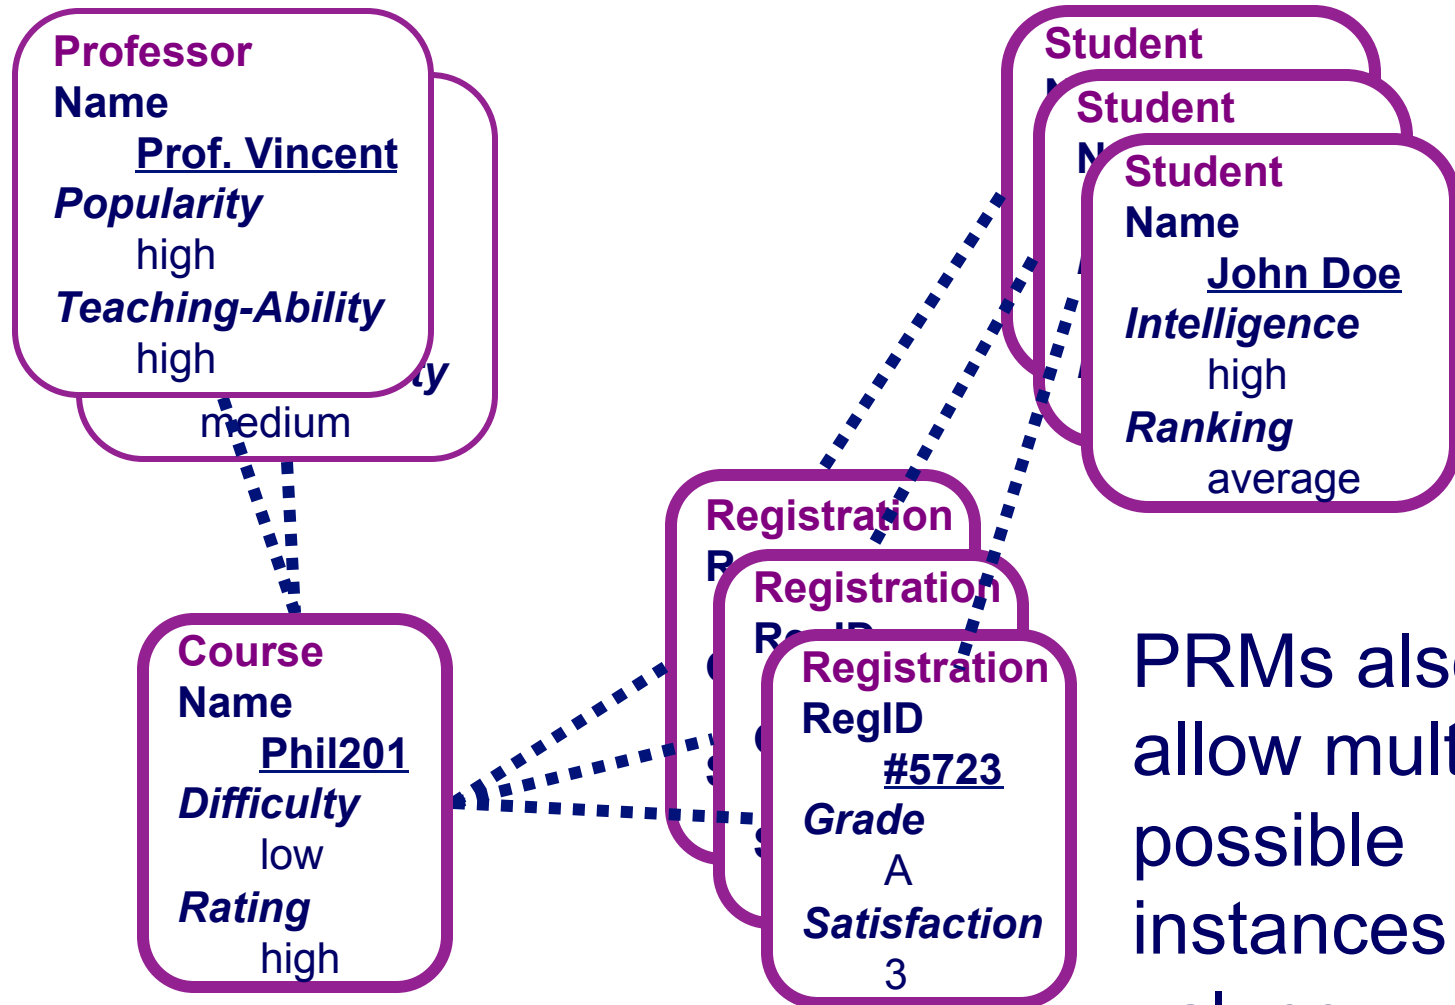 Professor
Name
Prof. Vincent
Popularity
high
Teaching-Ability
high
medium
Student
Student
Student
Name
John Doe
Intelligence
high
Ranking
average
Course
Name
Phil201
Difficulty
low
Rating
high
Registration
Registration
RegID
Registration
RegID
#5723
Grade
A
Satisfaction
3
PRMs also
allow
possible
instances